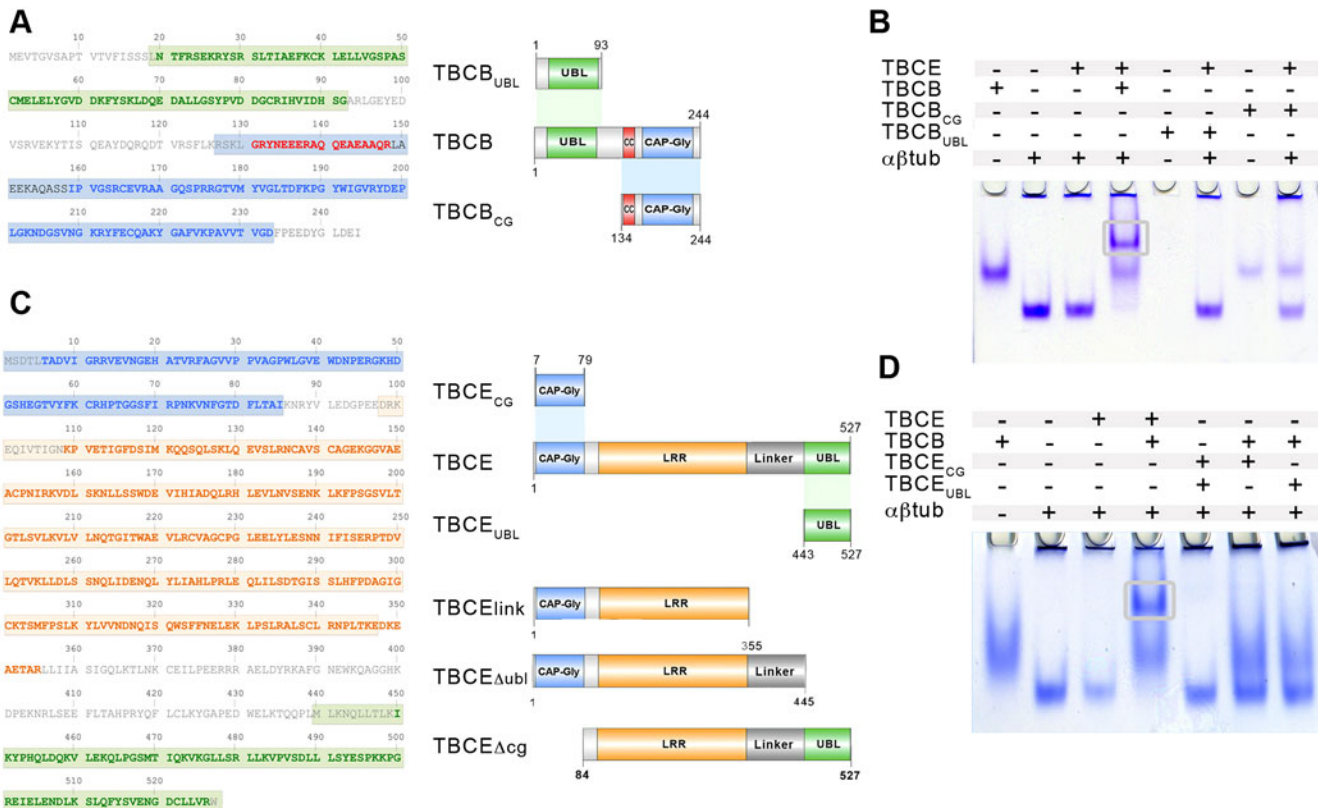 A
10 20 30 40 50
MEVTGVSAPT VTVFISSSLN TFRSEKRYSR SLTIAEFKCK LELLVGSPAS
60 70 80 90 100
CMELELYGVD DKFYSKLDQE DALLGSYPVD DGCRIHVIDH SGARLGEYED
110 120 130 140 150
VSRVEKYTIS QEAYDQRQDT VRSFLKRSKL GRYNEEERAQ QEAEAAQRLA
160 170 180 190 200
EEKAQASSIP VGSRCEVRAA GQSPRRGTVM YVGLTDFKPG YWIGVRYDEP
210 220 230 240
LGKNDGSVNG KRYFECQAKY GAFVKPAVVT VGDFPEEDYG LDEI
1 93
TBCB_UBL UBL
244
TBCB UBL CC CAP-Gly
1
TBCB_CG CC CAP-Gly
134 244
B
TBCE - - + + - + - +
TBCB + - - + - - - -
TBCB_CG - - - - - - + +
TBCB_UBL - - - - + + - -
αβtub - + + + - + - +
C
10 20 30 40 50
MSDTLTADVI GRRVEVNGEH ATVRFAGVVP PVAGPWLGVE WDNPERGKHD
60 70 80 90 100
GSHEGTVYFK CRHPTGGSFI RPNKVNFGTD FLTAIKNRYV LEDGPEEDRK
110 120 130 140 150
EQIVTIGNKP VETIGFDSIM KQQSQLSKLQ EVSLRNCAVS CAGEKGGVAE
160 170 180 190 200
ACPNIRKVDL SKNLLSSWDE VIHIADQLRH LEVLNVSENK LKFPSGSVLT
210 220 230 240 250
GTLSVLKVLV LNQTGITWAE VLRCVAGCPG LEELYLESNN IFISERPTDV
260 270 280 290 300
LQTVKLLDLS SNQLIDENQL YLIAHLPRLE QLILSDTGIS SLHFPDAGIG
310 320 330 340 350
CKTSMFPSLK YLVVNDNQIS QWSFFNELEK LPSLRALSCL RNPLTKEDKE
360 370 380 390 400
AETARLLIIA SIGQLKTLNK CEILPEERRR AELDYRKAFG NEWKQAGGHK
410 420 430 440 450
DPEKNRLSEE FLTAHPRYQF LCLKYGAPED WELKTQQPLM LKNQLLTLKI
460 470 480 490 500
KYPHQLDQKV LEKQLPGSMT IQKVKGLLSR LLKVPVSDLL LSYESPKKPG
510 520
REIELENDLK SLQFYSVENG DCLLVRW
7 79
TBCE_CG CAP-Gly
527
TBCE CAP-Gly LRR Linker UBL
1
TBCE_UBL UBL
443 527
TBCElink CAP-Gly LRR
1 355
TBCEΔubl CAP-Gly LRR Linker
1 445
TBCEΔcg LRR Linker UBL
84 527
D
TBCE - - + + - - -
TBCB + - - + - + +
TBCE_CG - - - - + + -
TBCE_UBL - - - - + - +
αβtub - + + + + + +